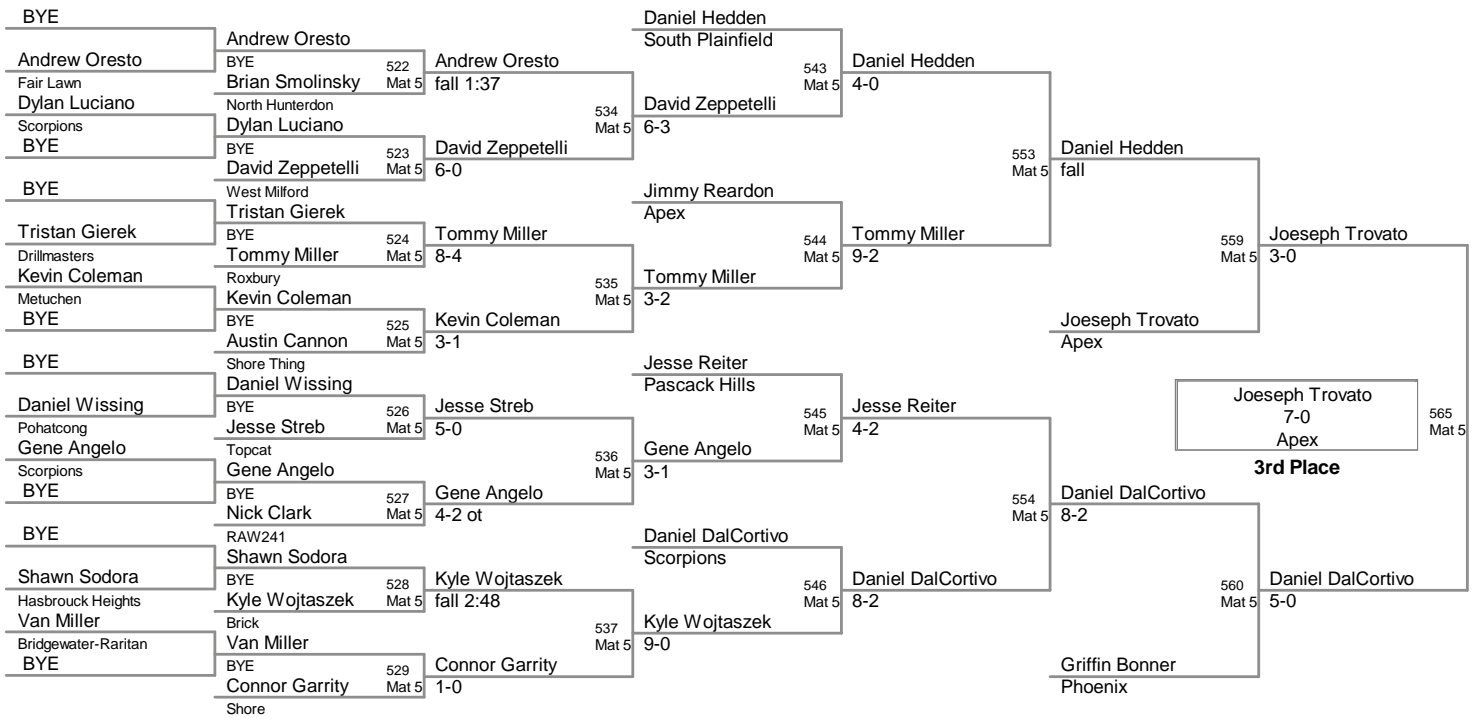 BYE
Andrew Oresto
Fair Lawn
Dylan Luciano
Scorpions
BYE
BYE
Tristan Gierek
Drillmasters
Kevin Coleman
Metuchen
BYE
BYE
Daniel Wissing
Pohatcong
Gene Angelo
Scorpions
BYE
BYE
Shawn Sodora
Hasbrouck Heights
Van Miller
Bridgewater-Raritan
BYE
Andrew Oresto
BYE
522
Mat 5
Brian Smolinsky
North Hunterdon
Dylan Luciano
BYE
523
Mat 5
David Zeppetelli
West Milford
Tristan Gierek
BYE
524
Mat 5
Tommy Miller
Roxbury
Kevin Coleman
BYE
525
Mat 5
Austin Cannon
Shore Thing
Daniel Wissing
BYE
526
Mat 5
Jesse Streb
Topcat
Gene Angelo
BYE
527
Mat 5
Nick Clark
RAW241
Shawn Sodora
BYE
528
Mat 5
Kyle Wojtaszek
Brick
Van Miller
BYE
529
Mat 5
Connor Garrity
Shore
Andrew Oresto
fall 1:37
534
Mat 5
David Zeppetelli
6-0
Tommy Miller
8-4
535
Mat 5
Kevin Coleman
3-1
Jesse Streb
5-0
536
Mat 5
Gene Angelo
4-2 ot
Kyle Wojtaszek
fall 2:48
537
Mat 5
Connor Garrity
1-0
Daniel Hedden
South Plainfield
543
Mat 5
David Zeppetelli
6-3
Jimmy Reardon
Apex
544
Mat 5
Tommy Miller
3-2
Jesse Reiter
Pascack Hills
545
Mat 5
Gene Angelo
3-1
Daniel DalCortivo
Scorpions
546
Mat 5
Kyle Wojtaszek
9-0
Daniel Hedden
4-0
553
Mat 5
Tommy Miller
9-2
Jesse Reiter
4-2
554
Mat 5
Daniel DalCortivo
8-2
Daniel Hedden
fall
559
Mat 5
Joeseph Trovato
Apex
Daniel DalCortivo
8-2
560
Mat 5
Griffin Bonner
Phoenix
Joeseph Trovato
3-0
Joeseph Trovato
7-0
Apex
565
Mat 5
3rd Place
Daniel DalCortivo
5-0